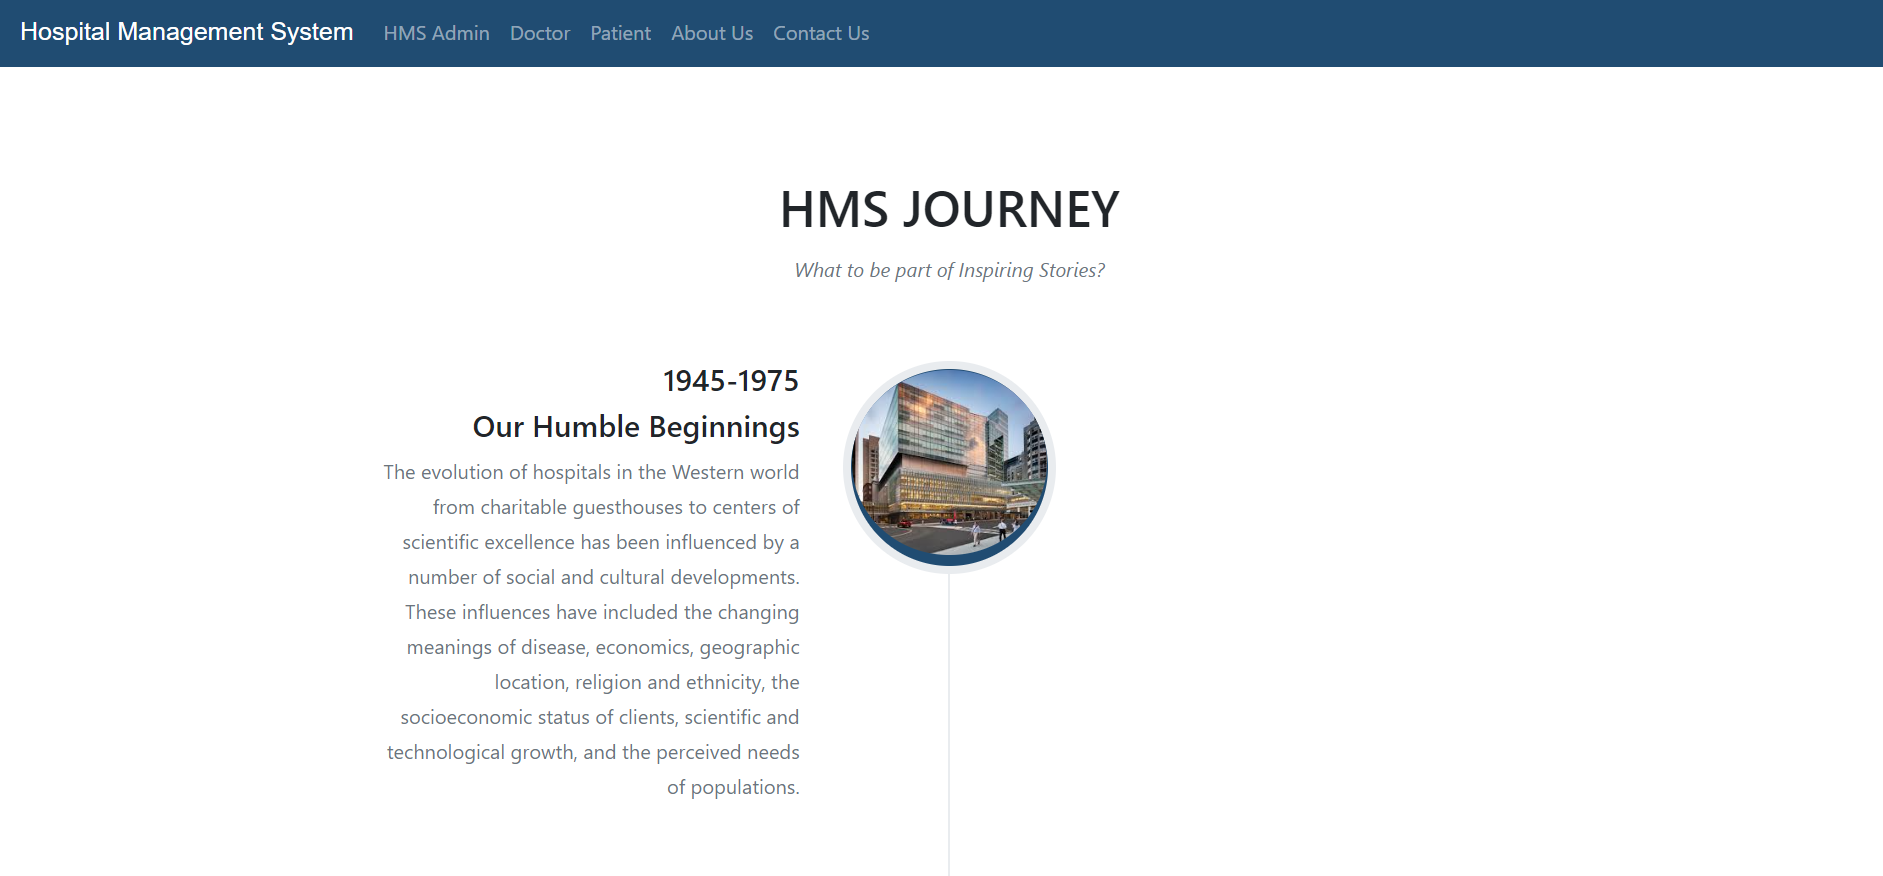 Hospital Management System HMS Admin Doctor Patient About Us Contact Us
HMS JOURNEY
What to be part of Inspiring Stories?
1945-1975
Our Humble Beginnings
The evolution of hospitals in the Western world
from charitable guesthouses to centers of
scientific excellence has been influenced by a
number of social and cultural developments.
These influences have included the changing
meanings of disease, economics, geographic
location, religion and ethnicity, the
socioeconomic status of clients, scientific and
technological growth, and the perceived needs
of populations.